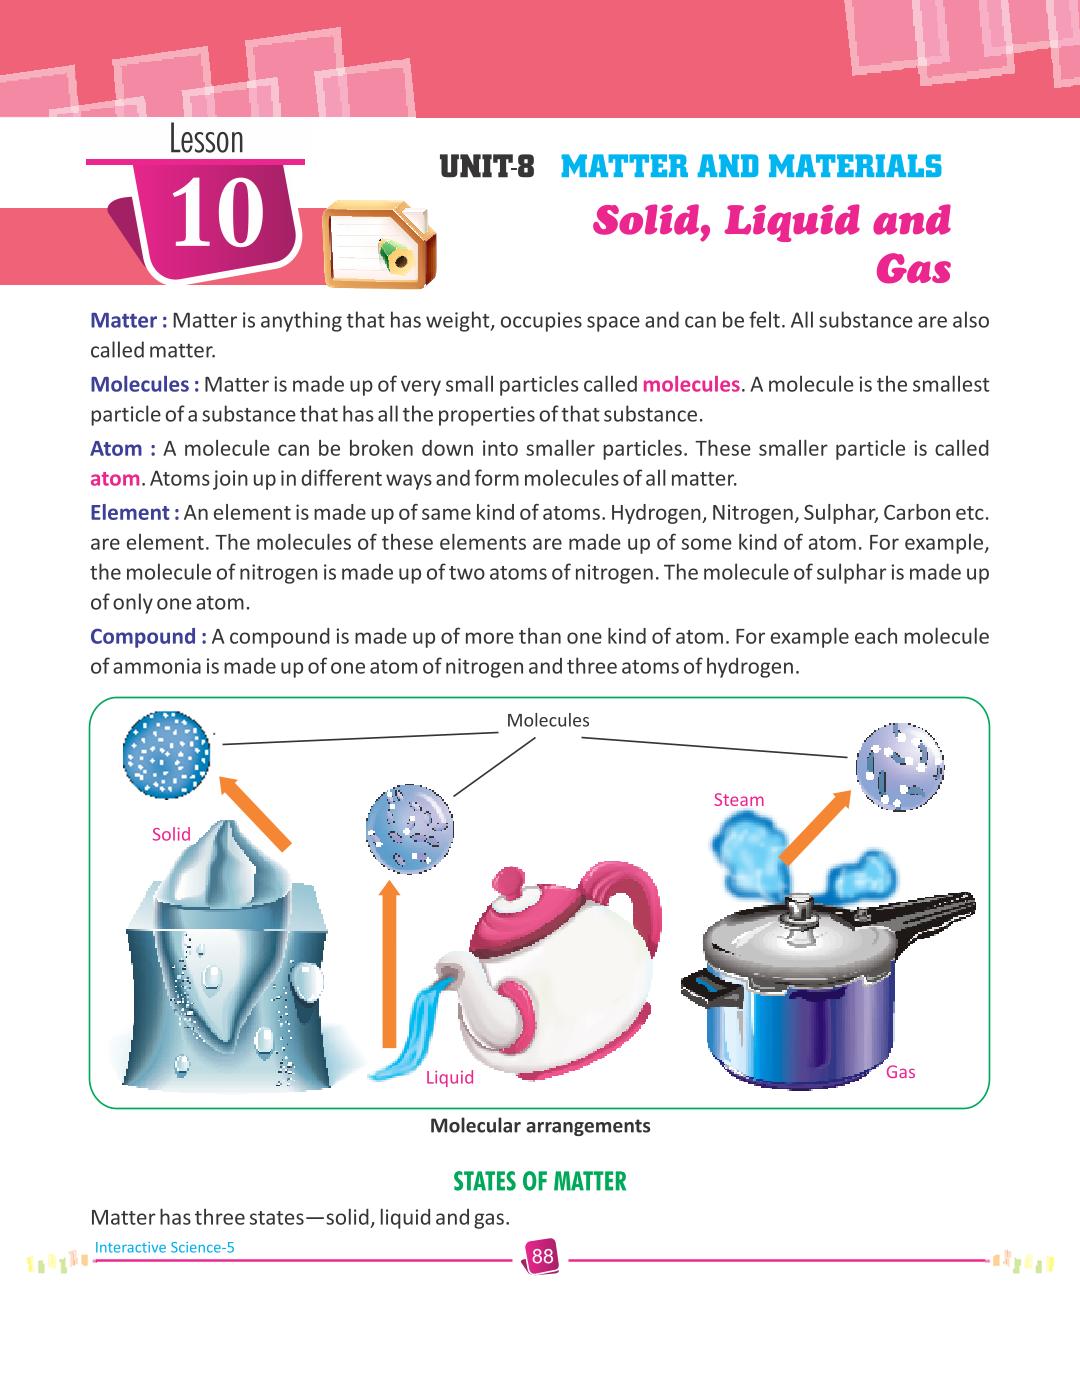 Lesson
10
UNIT-8 MATTER AND MATERIALS
Solid, Liquid and
Gas
Matter : Matter is anything that has weight, occupies space and can be felt. All substance are also
called matter.
Molecules : Matter is made up of very small particles called molecules. A molecule is the smallest
particle of a substance that has all the properties of that substance.
Atom : A molecule can be broken down into smaller particles. These smaller particle is called
atom. Atoms join up in different ways and form molecules of all matter.
Element : An element is made up of same kind of atoms. Hydrogen, Nitrogen, Sulphar, Carbon etc.
are element. The molecules of these elements are made up of some kind of atom. For example,
the molecule of nitrogen is made up of two atoms of nitrogen. The molecule of sulphar is made up
of only one atom.
Compound : A compound is made up of more than one kind of atom. For example each molecule
of ammonia is made up of one atom of nitrogen and three atoms of hydrogen.
Molecules
Steam
Solid
Liquid
Gas
Molecular arrangements
STATES OF MATTER
Matter has three states—solid, liquid and gas.
Interactive Science-5
88